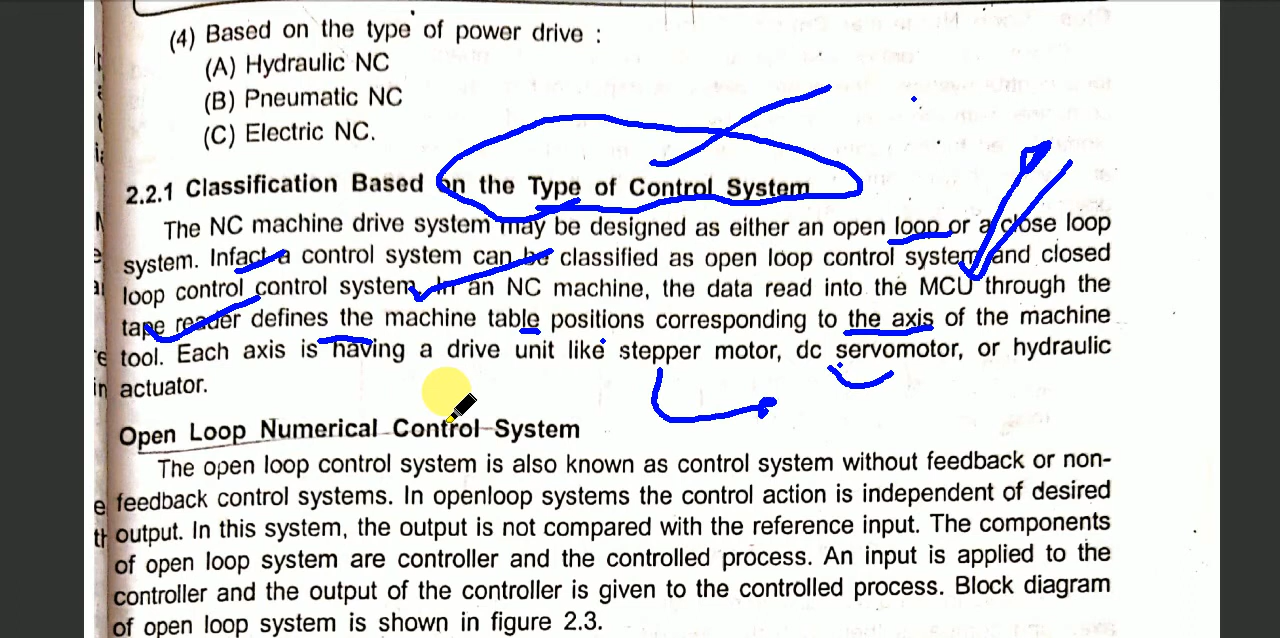 (4) Based on the type of power drive :
(A) Hydraulic NC
(B) Pneumatic NC
(C) Electric NC.
2.2.1 Classification Based on the Type of Control System
The NC machine drive system may be designed as either an open loop or a close loop
system. Infact a control system can be classified as open loop control system and closed
loop control control system. In an NC machine, the data read into the MCU through the
tape reader defines the machine table positions corresponding to the axis of the machine
tool. Each axis is having a drive unit like stepper motor, dc servomotor, or hydraulic
actuator.
Open Loop Numerical Control System
The open loop control system is also known as control system without feedback or non-
feedback control systems. In openloop systems the control action is independent of desired
output. In this system, the output is not compared with the reference input. The components
of open loop system are controller and the controlled process. An input is applied to the
controller and the output of the controller is given to the controlled process. Block diagram
of open loop system is shown in figure 2.3.